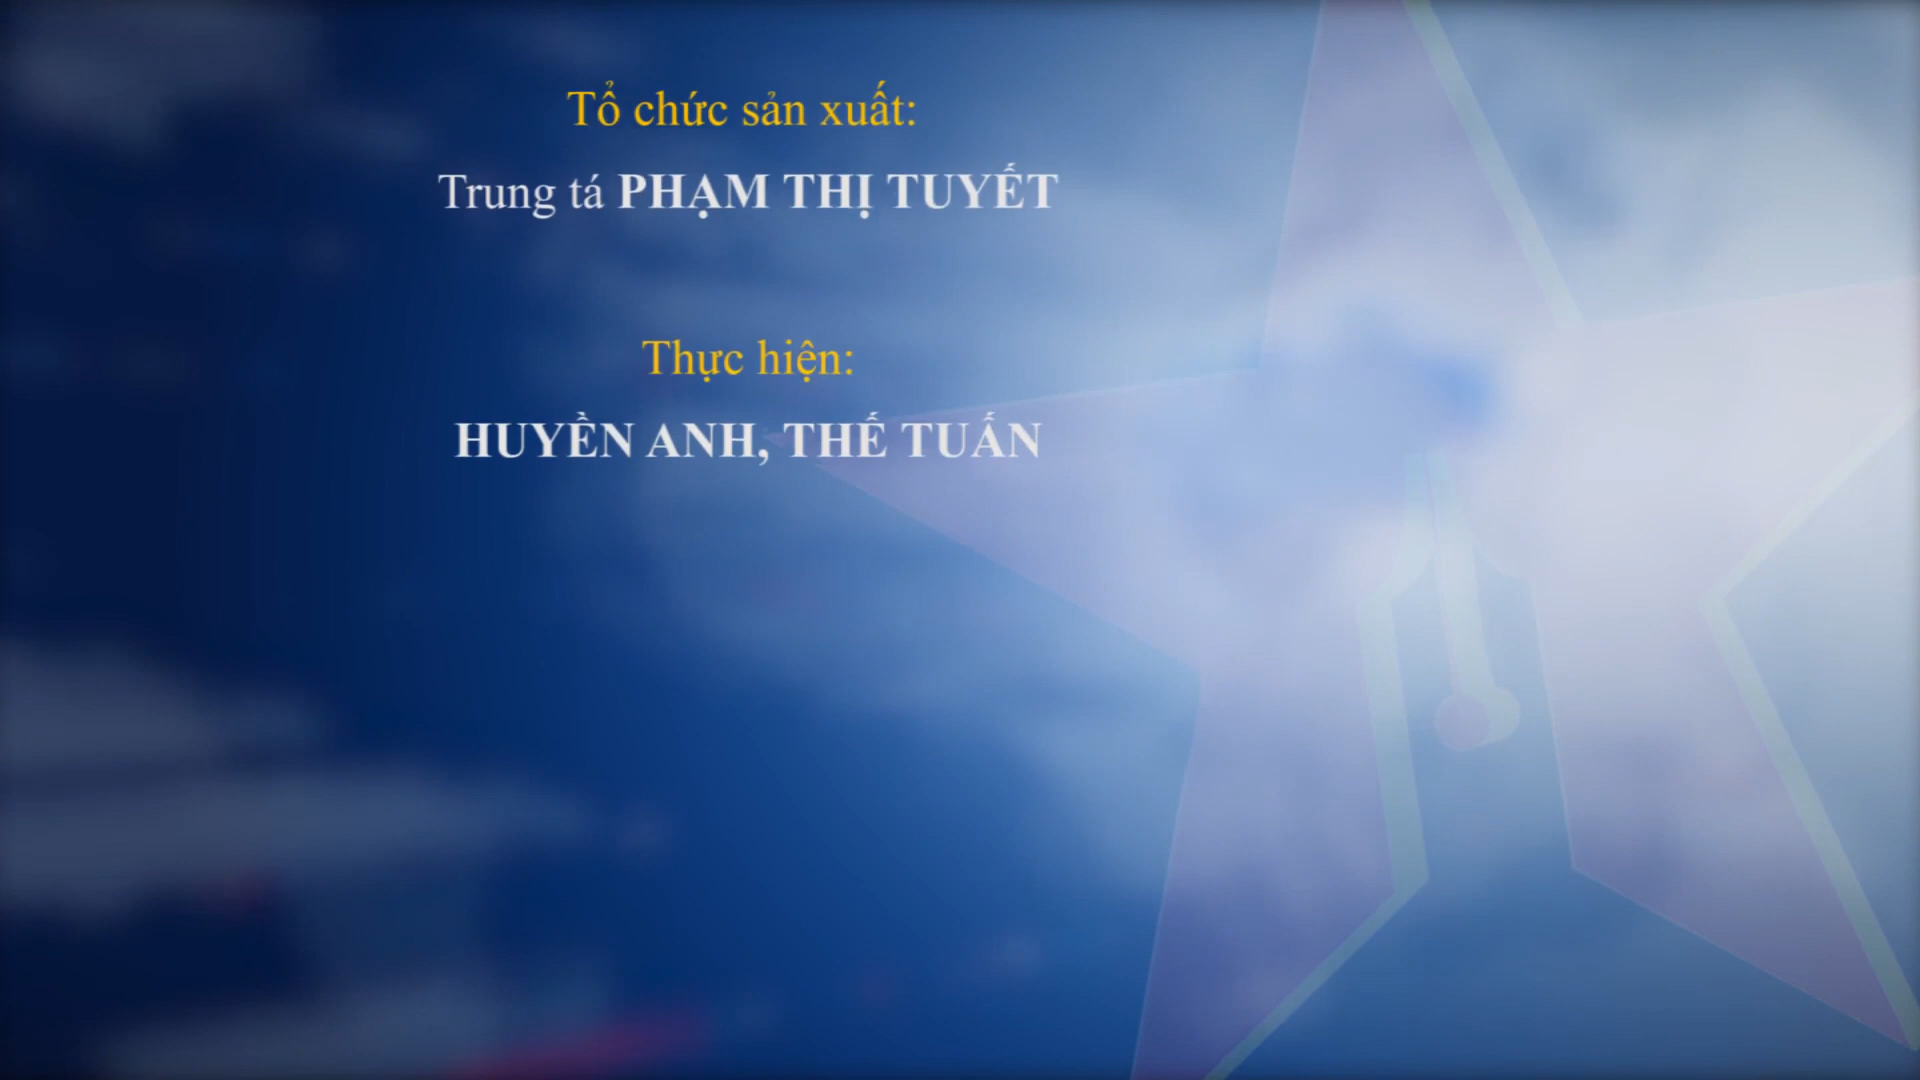 Tổ chức sản xuất:
Trung tá PHẠM THỊ TUYẾT
Thực hiện:
HUYỀN ANH, THẾ TUẤN